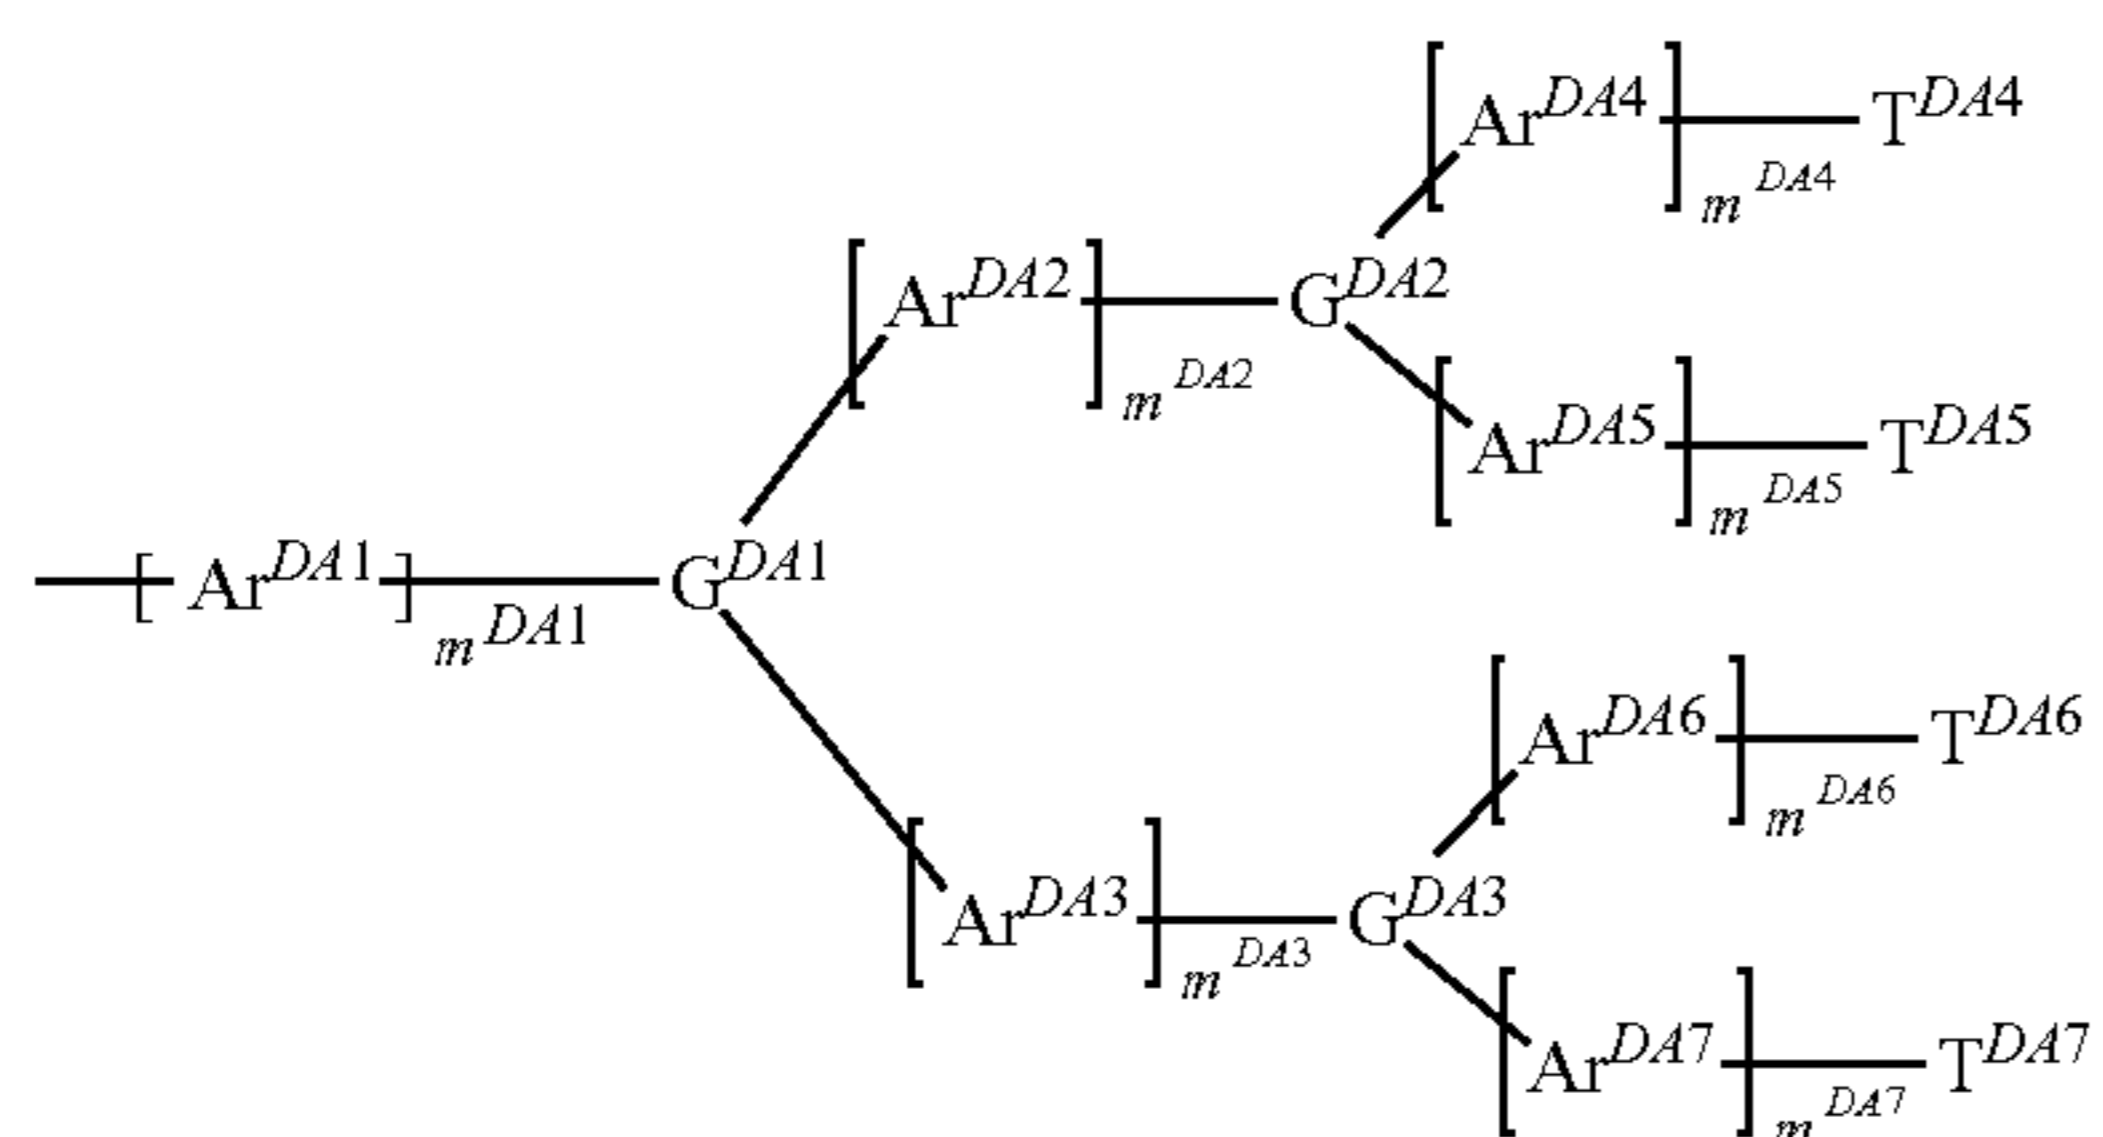 [Ar^DA4]m^DA4 T^DA4
[Ar^DA2]m^DA2 G^DA2
[Ar^DA5]m^DA5 T^DA5
[Ar^DA1]m^DA1 G^DA1
[Ar^DA6]m^DA6 T^DA6
[Ar^DA3]m^DA3 G^DA3
[Ar^DA7]m^DA7 T^DA7